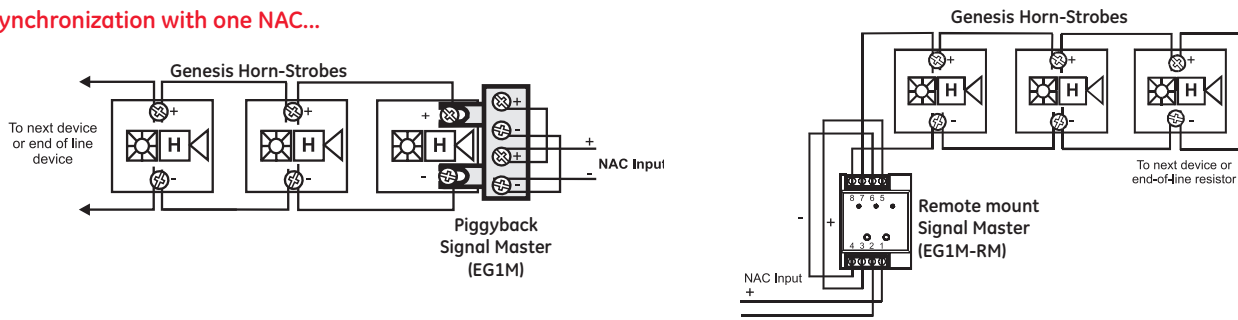 ynchronization with one NAC...
Genesis Horn-Strobes
To next device
or end of line
device
+
+
+
H
H
H
-
-
-
+
-
+
-
+
NAC Input
-
Piggyback
Signal Master
(EG1M)
Genesis Horn-Strobes
+
+
+
H
H
H
-
-
-
To next device or
end-of-line resistor
8 7 6 5
4 3 2 1
-
+
Remote mount
Signal Master
(EG1M-RM)
NAC Input
+